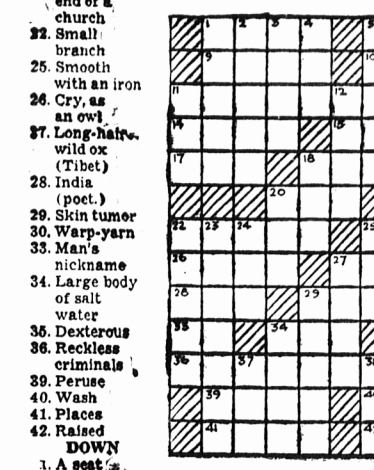 end of a
church
22. Small
branch
25. Smooth
with an iron
26. Cry, as
an owl
27. Long-hair
wild ox
(Tibet)
28. India
(poet.)
29. Skin tumor
30. Warp-yarn
33. Man's
nickname
34. Large body
of salt
water
35. Dexterous
36. Reckless
criminals
39. Peruse
40. Wash
41. Places
42. Raised
DOWN
1. A seat
1 2 3 4
9 10
11 12
14 15
17 18
20
22 23 24 25
26 27
28 29
33 34
36 37
39
41